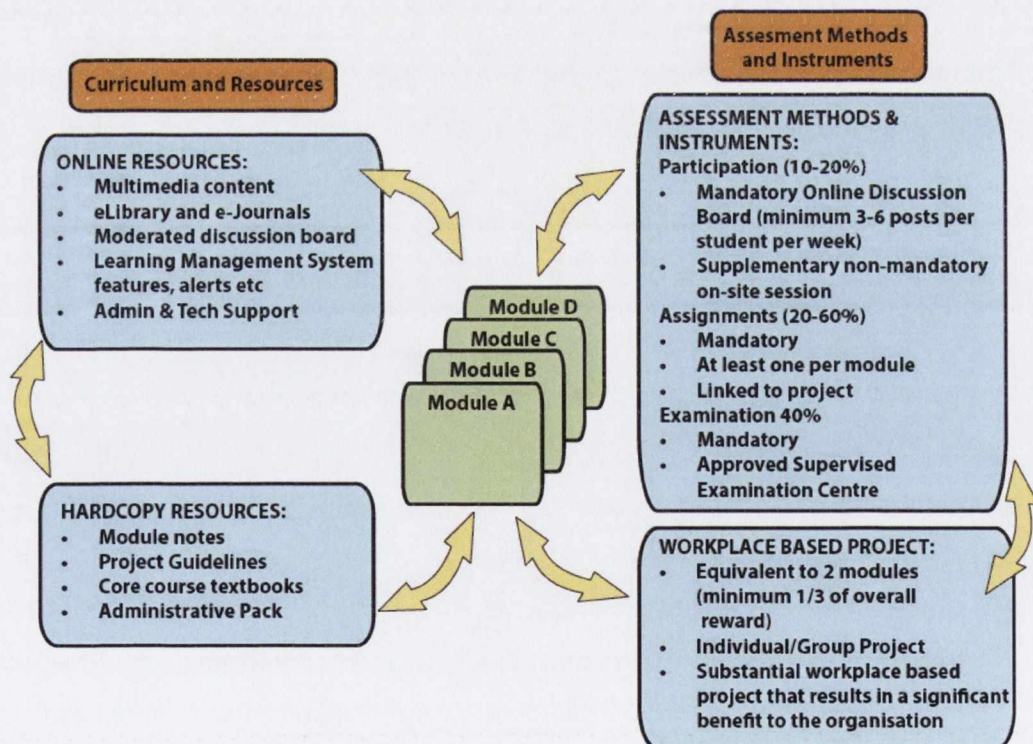 Curriculum and Resources
ONLINE RESOURCES:
• Multimedia content
• eLibrary and e-Journals
• Moderated discussion board
• Learning Management System
features, alerts etc
• Admin & Tech Support
HARDCOPY RESOURCES:
• Module notes
• Project Guidelines
• Core course textbooks
• Administrative Pack
Module D
Module C
Module B
Module A
Assesment Methods
and Instruments
ASSESSMENT METHODS &
INSTRUMENTS:
Participation (10-20%)
• Mandatory Online Discussion
Board (minimum 3-6 posts per
student per week)
• Supplementary non-mandatory
on-site session
Assignments (20-60%)
• Mandatory
• At least one per module
• Linked to project
Examination 40%
• Mandatory
• Approved Supervised
Examination Centre
WORKPLACE BASED PROJECT:
• Equivalent to 2 modules
(minimum 1/3 of overall
reward)
• Individual/Group Project
• Substantial workplace based
project that results in a significant
benefit to the organisation